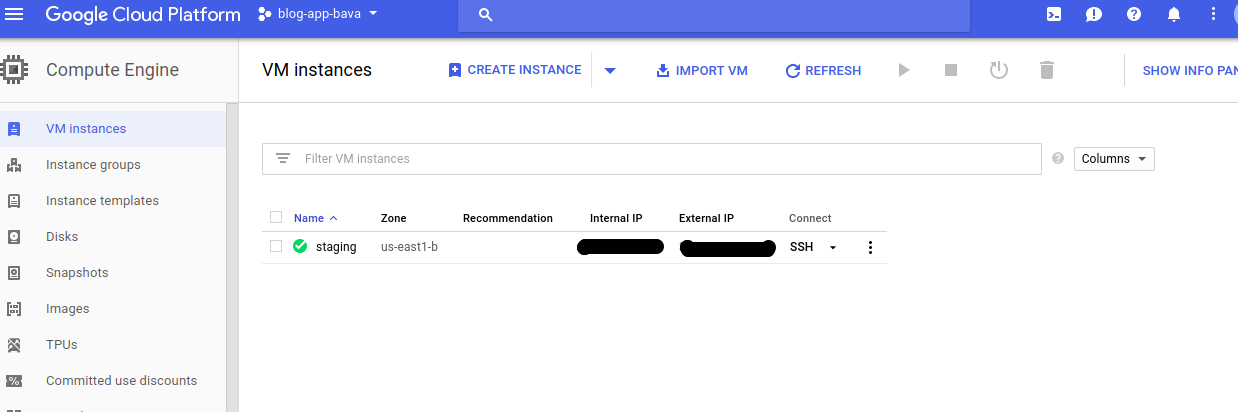 Google Cloud Platform blog-app-bava
Compute Engine
VM instances CREATE INSTANCE IMPORT VM REFRESH SHOW INFO PAN
VM instances
Instance groups
Instance templates
Disks
Snapshots
Images
TPUs
Committed use discounts
Filter VM instances ? Columns
Name Zone Recommendation Internal IP External IP Connect
staging us-east1-b SSH